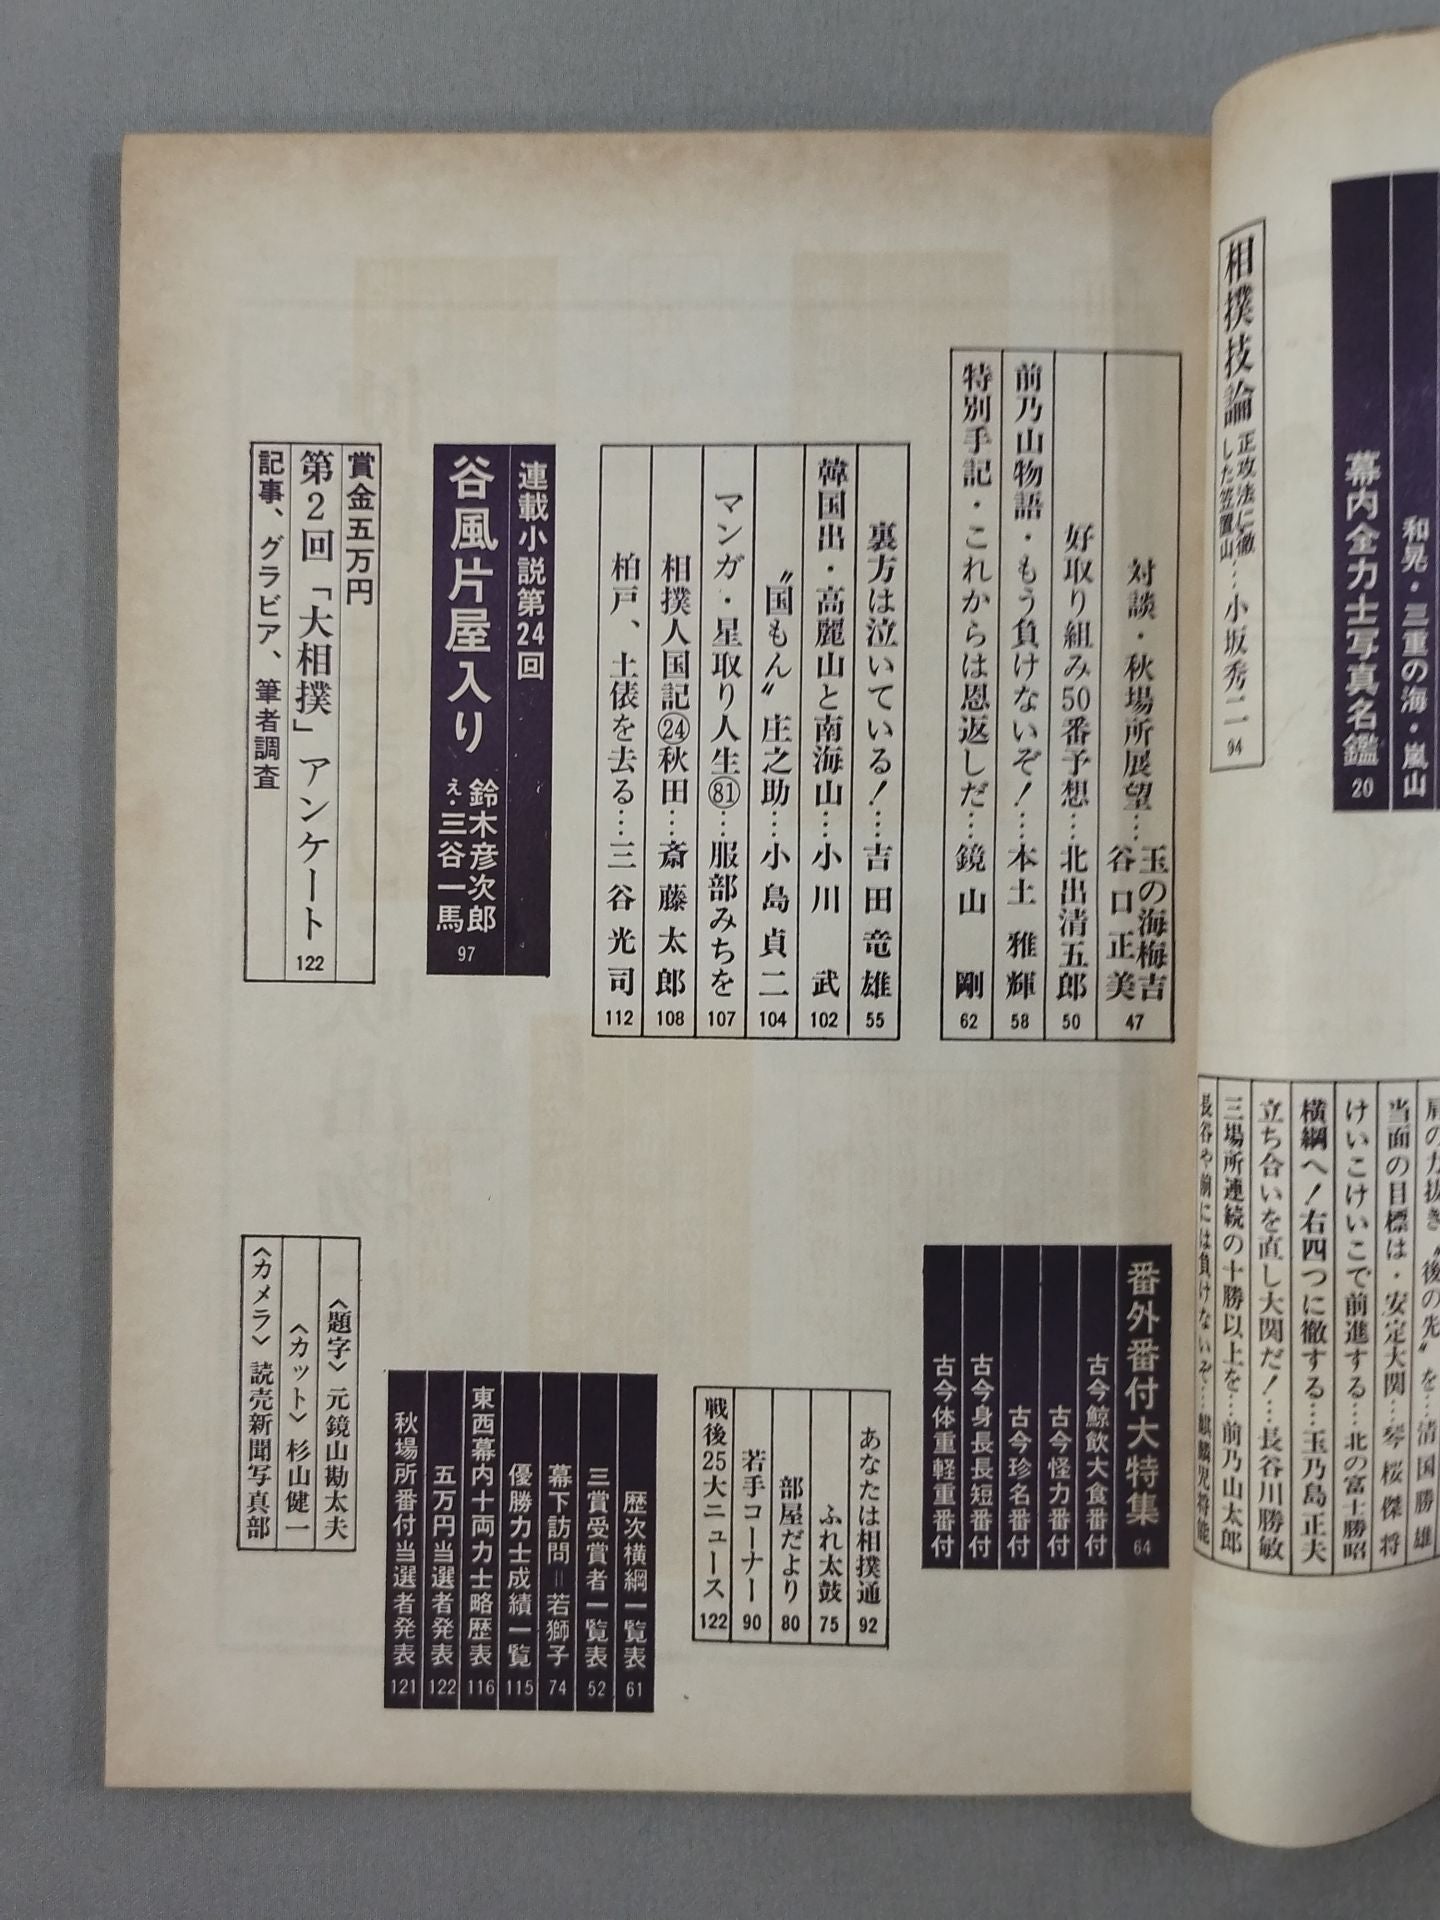 和晃・三重の海・嵐山
幕内全力士写真名鑑 20
相撲技論 正攻法に徹した笠置山…小坂秀二 94
清国勝雄
当面の目標は・安定大関…琴桜傑将
けいこけいこで前進する…北の富士勝昭
横綱へ！右四つに徹する…玉乃島正夫
立ち合いを直し大関だ！…長谷川勝敏
三場所連続の十勝以上を…前乃山太郎
長谷や前には負けないぞ…麒麟児将能
対談・秋場所展望…玉の海梅吉 谷口正美 47
好取り組み50番予想…北出清五郎 50
前乃山物語・もう負けないぞ！…本土雅輝 58
特別手記・これからは恩返しだ…鏡山剛 62
裏方は泣いている！…吉田竜雄 55
韓国出・高麗山と南海山…小川武 102
〝国もん〟庄之助…小島貞二 104
マンガ・星取り人生㊶…服部みちを 107
相撲人国記㉔秋田…斎藤太郎 108
柏戸、土俵を去る…三谷光司 112
連載小説第24回
谷風片屋入り 鈴木彦次郎 え・三谷一馬 97
賞金五万円
第2回「大相撲」アンケート 122
記事、グラビア、筆者調査
番外番付大特集 64
古今鯨飲大食番付
古今怪力番付
古今珍名番付
古今身長長短番付
古今体重軽重番付
あなたは相撲通 92
ふれ太鼓 75
部屋だより 80
若手コーナー 90
戦後25大ニュース 122
歴次横綱一覧表 61
三賞受賞者一覧表 52
幕下訪問＝若獅子 74
優勝力士成績一覧 115
東西幕内十両力士略歴表 116
五万円当選者発表 122
秋場所番付当選者発表 121
〈題字〉元鏡山勘太夫
〈カット〉杉山健一
〈カメラ〉読売新聞写真部